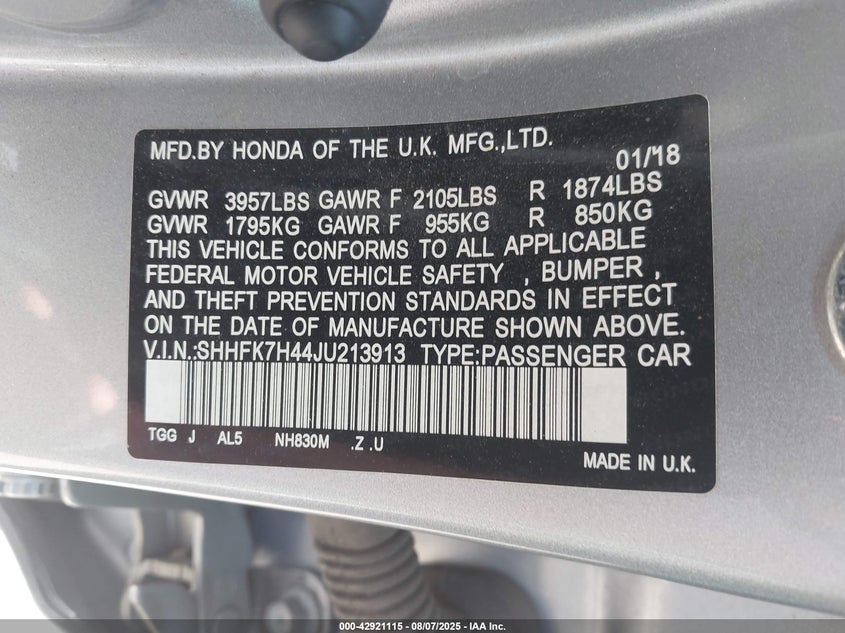 MFD.BY HONDA OF THE U.K. MFG.,LTD.
01/'18
GVWR 3957LBS GAWR F 2105LBS R 1874LBS
GVWR 1795KG GAWR F 955KG R 850KG
THIS VEHICLE CONFORMS TO ALL APPLICABLE
FEDERAL MOTOR VEHICLE SAFETY , BUMPER ,
AND THEFT PREVENTION STANDARDS IN EFFECT
ON THE DATE OF MANUFACTURE SHOWN ABOVE.
V.I.N.:SHHFK7H44JU213913 TYPE:PASSENGER CAR
TGG J AL5 NH830M .Z .U
MADE IN U.K.
000-42921115 - 08/07/2025 - IAA Inc.